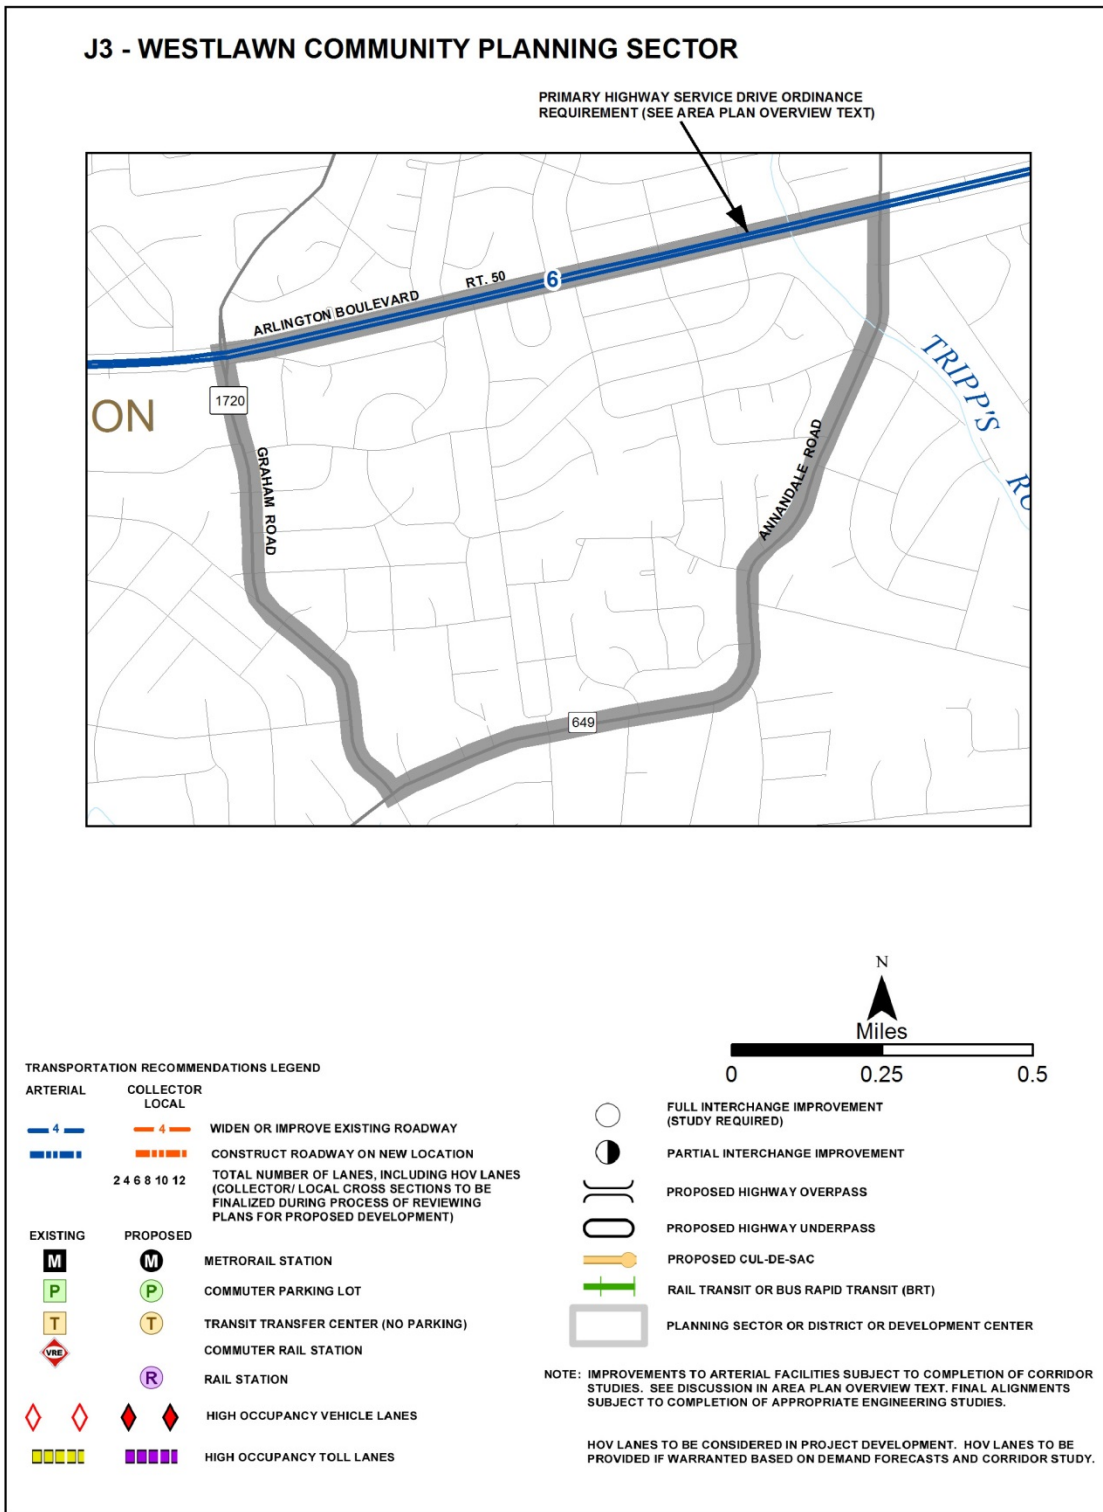 J3 - WESTLAWN COMMUNITY PLANNING SECTOR
PRIMARY HIGHWAY SERVICE DRIVE ORDINANCE
REQUIREMENT (SEE AREA PLAN OVERVIEW TEXT)
ARLINGTON BOULEVARD
RT. 50
6
1720
ON
GRAHAM ROAD
ANNANDALE ROAD
TRIPP'S
RU
649
N
Miles
0 0.25 0.5
TRANSPORTATION RECOMMENDATIONS LEGEND
ARTERIAL
COLLECTOR
LOCAL
4 4 WIDEN OR IMPROVE EXISTING ROADWAY
CONSTRUCT ROADWAY ON NEW LOCATION
2 4 6 8 10 12 TOTAL NUMBER OF LANES, INCLUDING HOV LANES
(COLLECTOR/ LOCAL CROSS SECTIONS TO BE
FINALIZED DURING PROCESS OF REVIEWING
PLANS FOR PROPOSED DEVELOPMENT)
EXISTING PROPOSED
M M METRORAIL STATION
P P COMMUTER PARKING LOT
T T TRANSIT TRANSFER CENTER (NO PARKING)
VRE COMMUTER RAIL STATION
R RAIL STATION
HIGH OCCUPANCY VEHICLE LANES
HIGH OCCUPANCY TOLL LANES
FULL INTERCHANGE IMPROVEMENT
(STUDY REQUIRED)
PARTIAL INTERCHANGE IMPROVEMENT
PROPOSED HIGHWAY OVERPASS
PROPOSED HIGHWAY UNDERPASS
PROPOSED CUL-DE-SAC
RAIL TRANSIT OR BUS RAPID TRANSIT (BRT)
PLANNING SECTOR OR DISTRICT OR DEVELOPMENT CENTER
NOTE: IMPROVEMENTS TO ARTERIAL FACILITIES SUBJECT TO COMPLETION OF CORRIDOR
STUDIES. SEE DISCUSSION IN AREA PLAN OVERVIEW TEXT. FINAL ALIGNMENTS
SUBJECT TO COMPLETION OF APPROPRIATE ENGINEERING STUDIES.
HOV LANES TO BE CONSIDERED IN PROJECT DEVELOPMENT. HOV LANES TO BE
PROVIDED IF WARRANTED BASED ON DEMAND FORECASTS AND CORRIDOR STUDY.